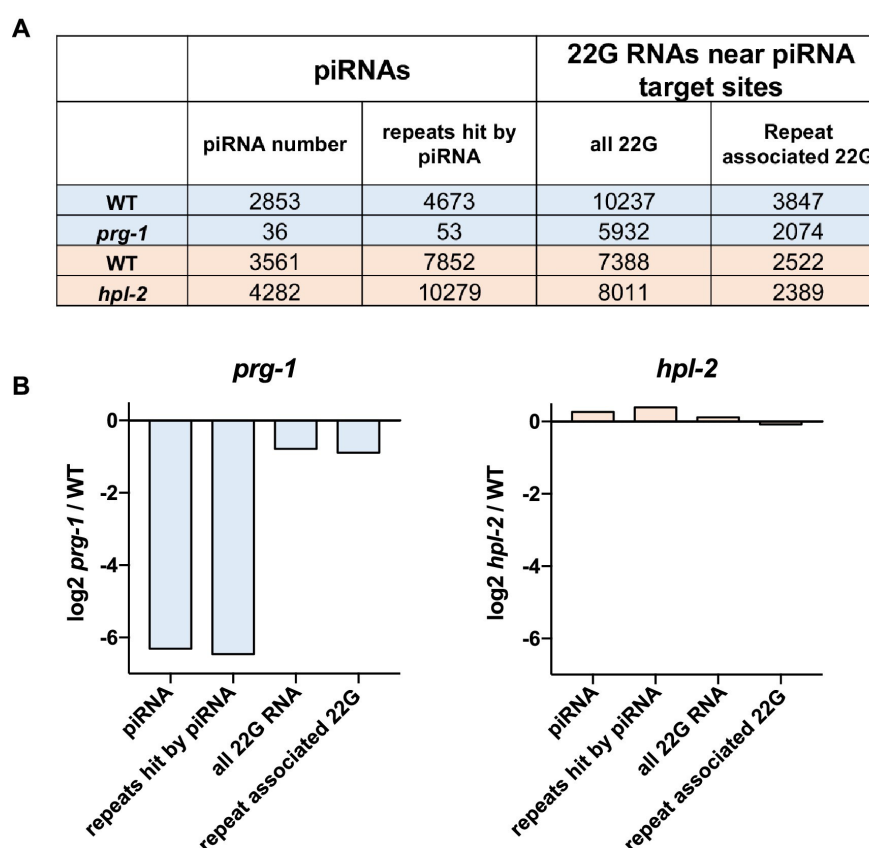 A
piRNAs
22G RNAs near piRNA
target sites
piRNA number
repeats hit by
piRNA
all 22G
Repeat
associated 22G
WT 2853 4673 10237 3847
prg-1 36 53 5932 2074
WT 3561 7852 7388 2522
hpl-2 4282 10279 8011 2389
B
prg-1
0
-2
-4
-6
log2 prg-1 / WT
piRNA
repeats hit by piRNA
all 22G RNA
repeat associated 22G
hpl-2
0
-2
-4
-6
log2 hpl-2 / WT
piRNA
repeats hit by piRNA
all 22G RNA
repeat associated 22G